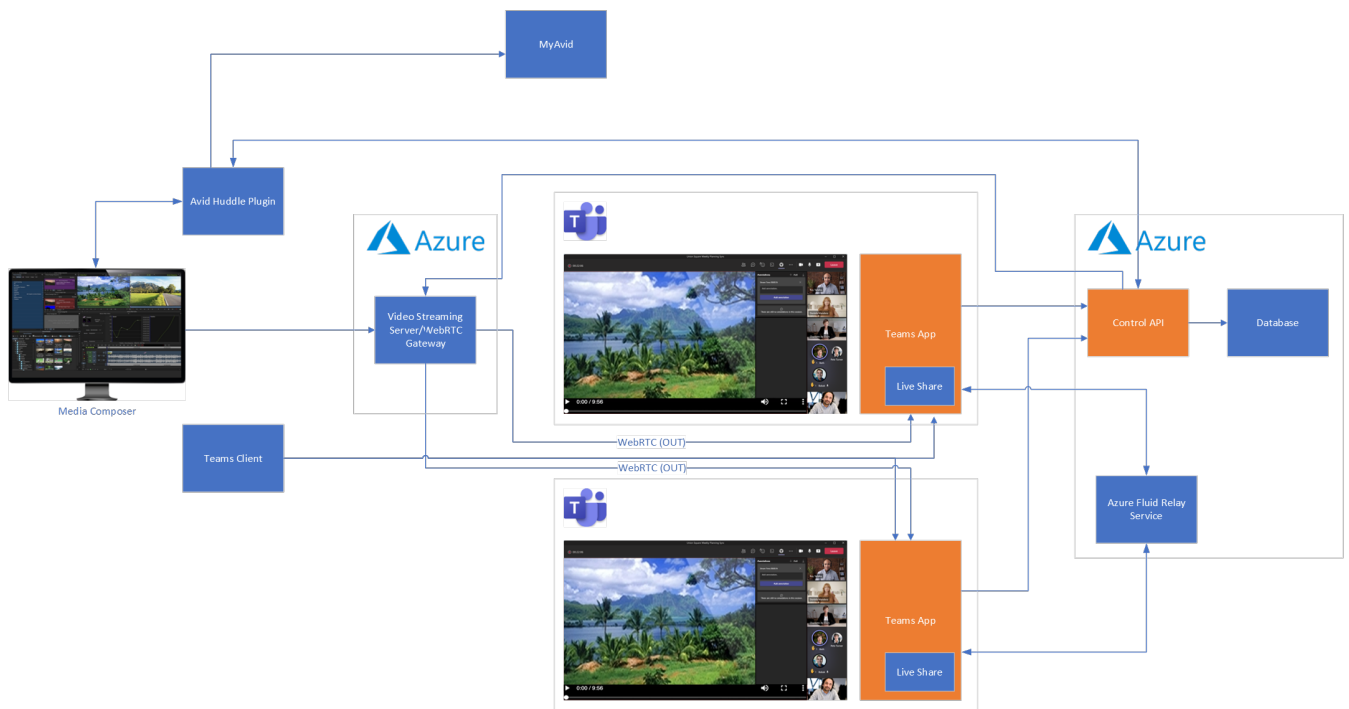 MyAvid
Avid Huddle Plugin
Azure
Azure
Video Streaming
Server/WebRTC
Gateway
Teams App
Live Share
0:00 / 9:56
Control API
Database
Media Composer
WebRTC (OUT)
Teams Client
WebRTC (OUT)
Azure Fluid Relay
Service
T
T
Teams App
Live Share
0:00 / 9:56